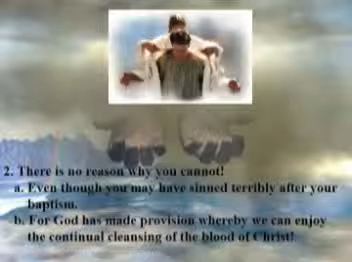 2. There is no reason why you cannot!
a. Even though you may have sinned terribly after your
baptism.
b. For God has made provision whereby we can enjoy
the continual cleansing of the blood of Christ!